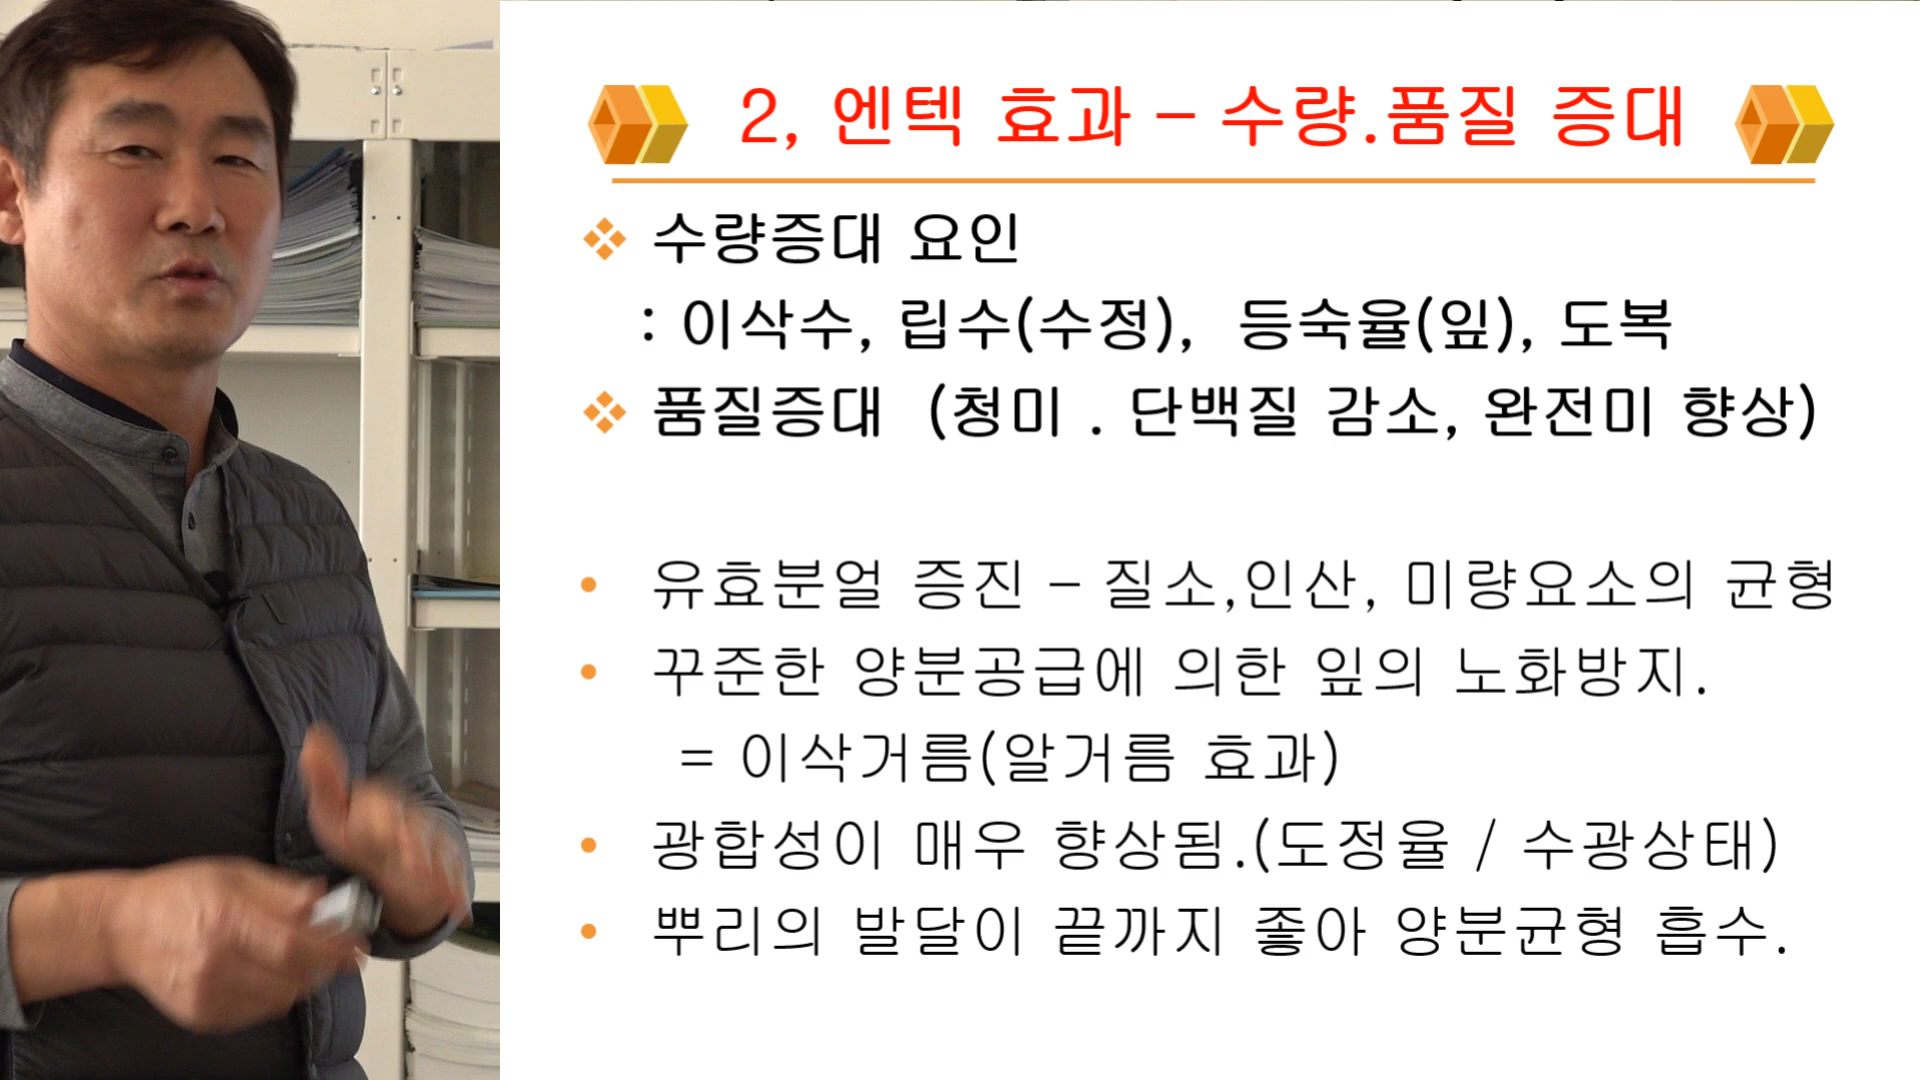 2, 엔텍 효과 – 수량.품질 증대
수량증대 요인
: 이삭수, 립수(수정), 등숙율(잎), 도복
품질증대 (청미 . 단백질 감소, 완전미 향상)
유효분얼 증진 – 질소,인산, 미량요소의 균형
꾸준한 양분공급에 의한 잎의 노화방지.
= 이삭거름(알거름 효과)
광합성이 매우 향상됨.(도정율 / 수광상태)
뿌리의 발달이 끝까지 좋아 양분균형 흡수.